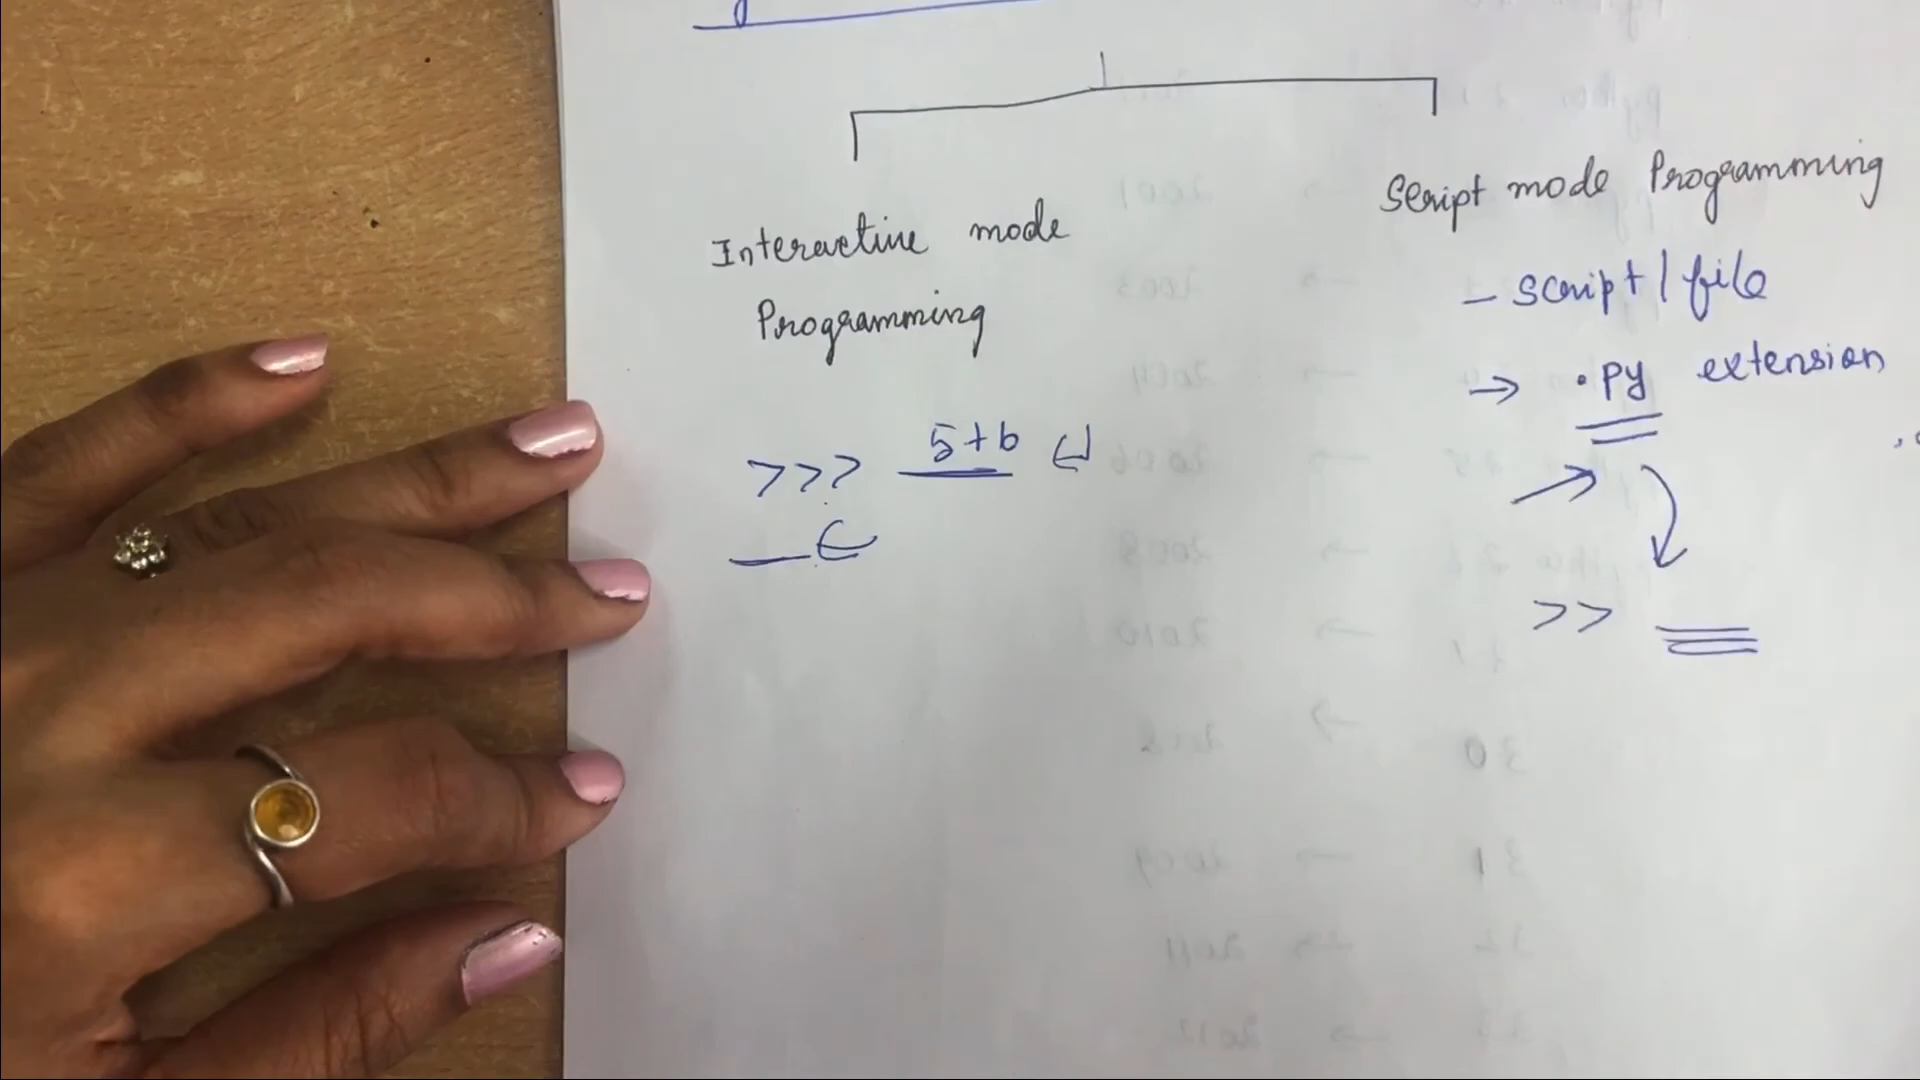 Interactive mode
Programming
>>> 5+6 ↵
Script mode Programming
- script / file
→ .py extension
>>